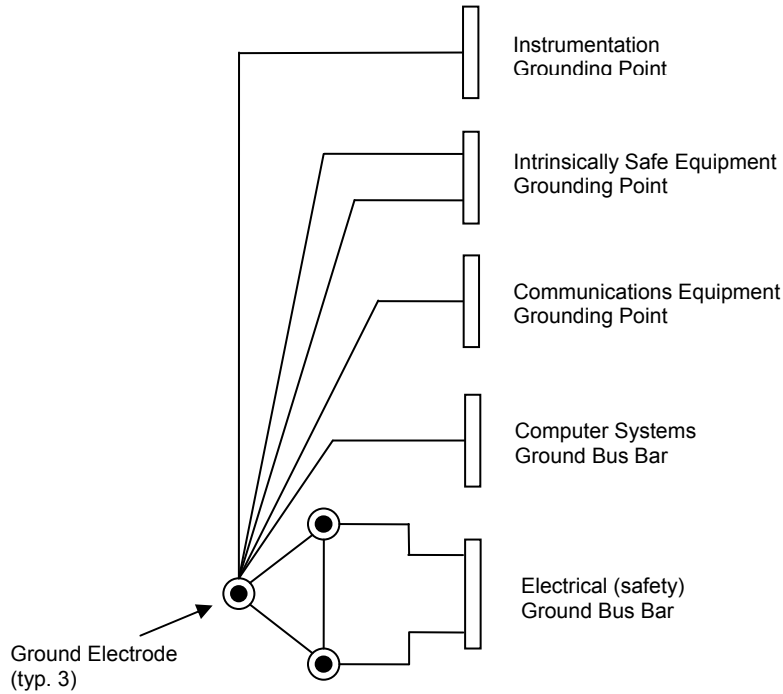 Instrumentation
Grounding Point
Intrinsically Safe Equipment
Grounding Point
Communications Equipment
Grounding Point
Computer Systems
Ground Bus Bar
Electrical (safety)
Ground Bus Bar
Ground Electrode
(typ. 3)